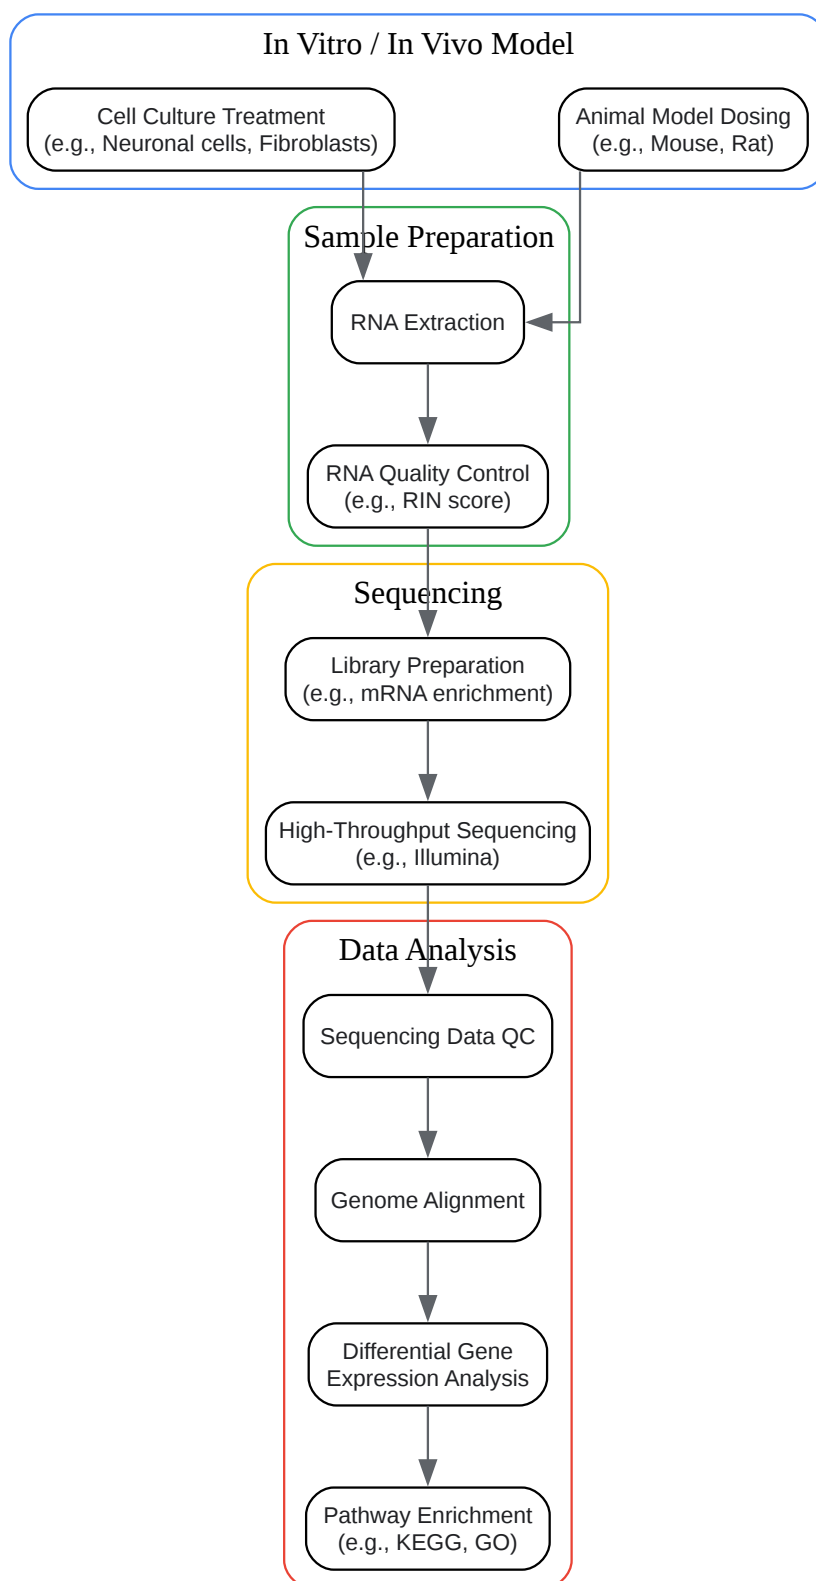 In Vitro / In Vivo Model
Cell Culture Treatment
(e.g., Neuronal cells, Fibroblasts)
Animal Model Dosing
(e.g., Mouse, Rat)
Sample Preparation
RNA Extraction
RNA Quality Control
(e.g., RIN score)
Sequencing
Library Preparation
(e.g., mRNA enrichment)
High-Throughput Sequencing
(e.g., Illumina)
Data Analysis
Sequencing Data QC
Genome Alignment
Differential Gene
Expression Analysis
Pathway Enrichment
(e.g., KEGG, GO)